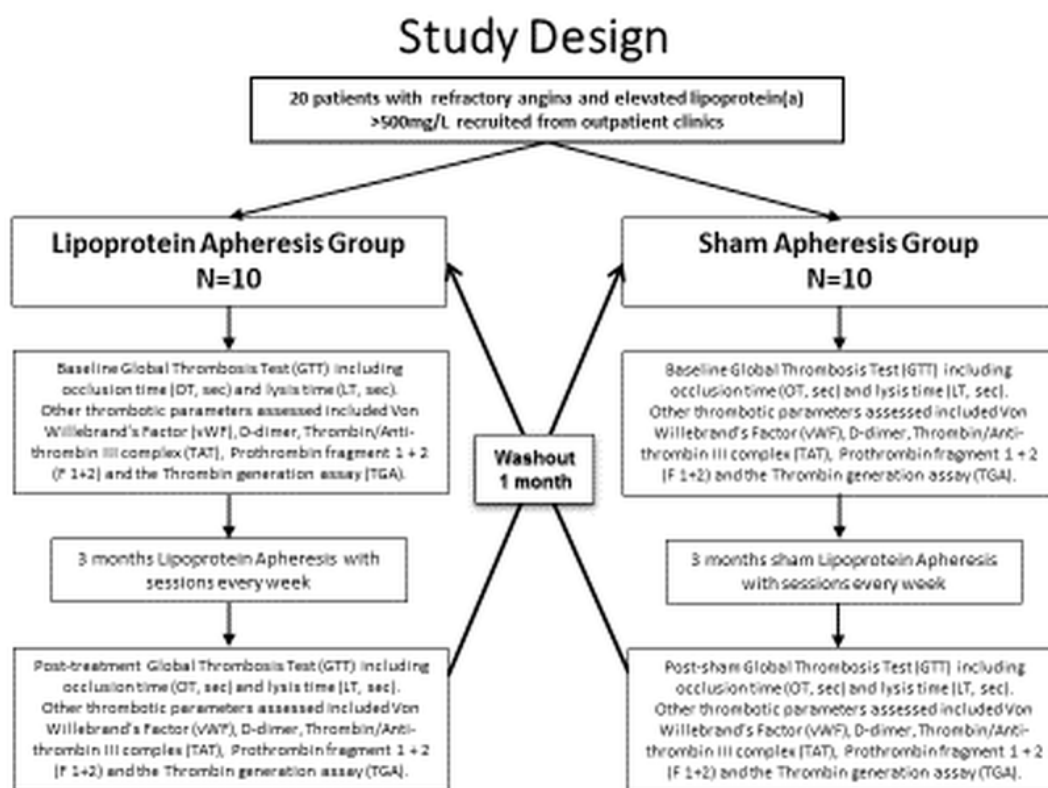 Study Design
20 patients with refractory angina and elevated lipoprotein(a)
>500mg/L recruited from outpatient clinics
Lipoprotein Apheresis Group
N=10
Sham Apheresis Group
N=10
Baseline Global Thrombosis Test (GTT) including
occlusion time (OT, sec) and lysis time (LT, sec).
Other thrombotic parameters assessed included Von
Willebrand's Factor (vWF), D-dimer, Thrombin/Anti-
thrombin III complex (TAT), Prothrombin fragment 1 + 2
(F 1+2) and the Thrombin generation assay (TGA).
Baseline Global Thrombosis Test (GTT) including
occlusion time (OT, sec) and lysis time (LT, sec).
Other thrombotic parameters assessed included Von
Willebrand's Factor (vWF), D-dimer, Thrombin/Anti-
thrombin III complex (TAT), Prothrombin fragment 1 + 2
(F 1+2) and the Thrombin generation assay (TGA).
Washout
1 month
3 months Lipoprotein Apheresis with
sessions every week
3 months sham Lipoprotein Apheresis
with sessions every week
Post-treatment Global Thrombosis Test (GTT) including
occlusion time (OT, sec) and lysis time (LT, sec).
Other thrombotic parameters assessed included Von
Willebrand's Factor (vWF), D-dimer, Thrombin/Anti-
thrombin III complex (TAT), Prothrombin fragment 1 + 2
(F 1+2) and the Thrombin generation assay (TGA).
Post-sham Global Thrombosis Test (GTT) including
occlusion time (OT, sec) and lysis time (LT, sec).
Other thrombotic parameters assessed included Von
Willebrand's Factor (vWF), D-dimer, Thrombin/Anti-
thrombin III complex (TAT), Prothrombin fragment 1 + 2
(F 1+2) and the Thrombin generation assay (TGA).